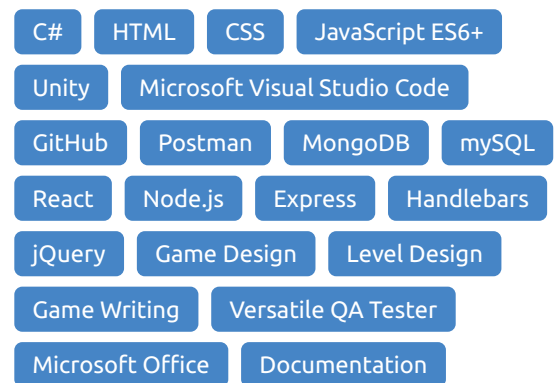 C# HTML CSS JavaScript ES6+
Unity Microsoft Visual Studio Code
GitHub Postman MongoDB mySQL
React Node.js Express Handlebars
jQuery Game Design Level Design
Game Writing Versatile QA Tester
Microsoft Office Documentation